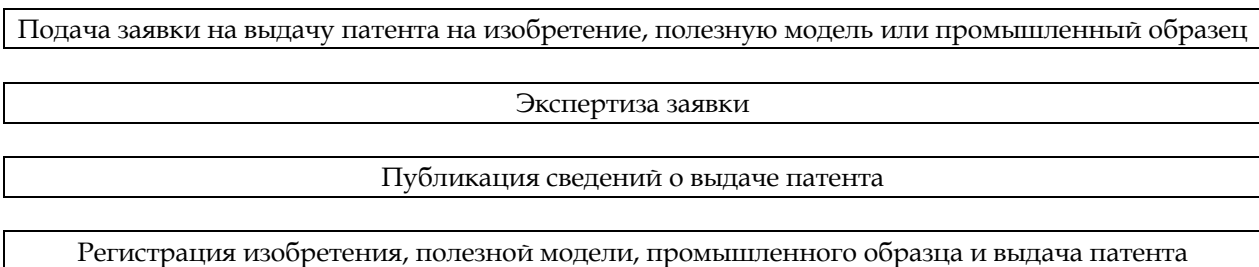 Подача заявки на выдачу патента на изобретение, полезную модель или промышленный образец
Экспертиза заявки
Публикация сведений о выдаче патента
Регистрация изобретения, полезной модели, промышленного образца и выдача патента